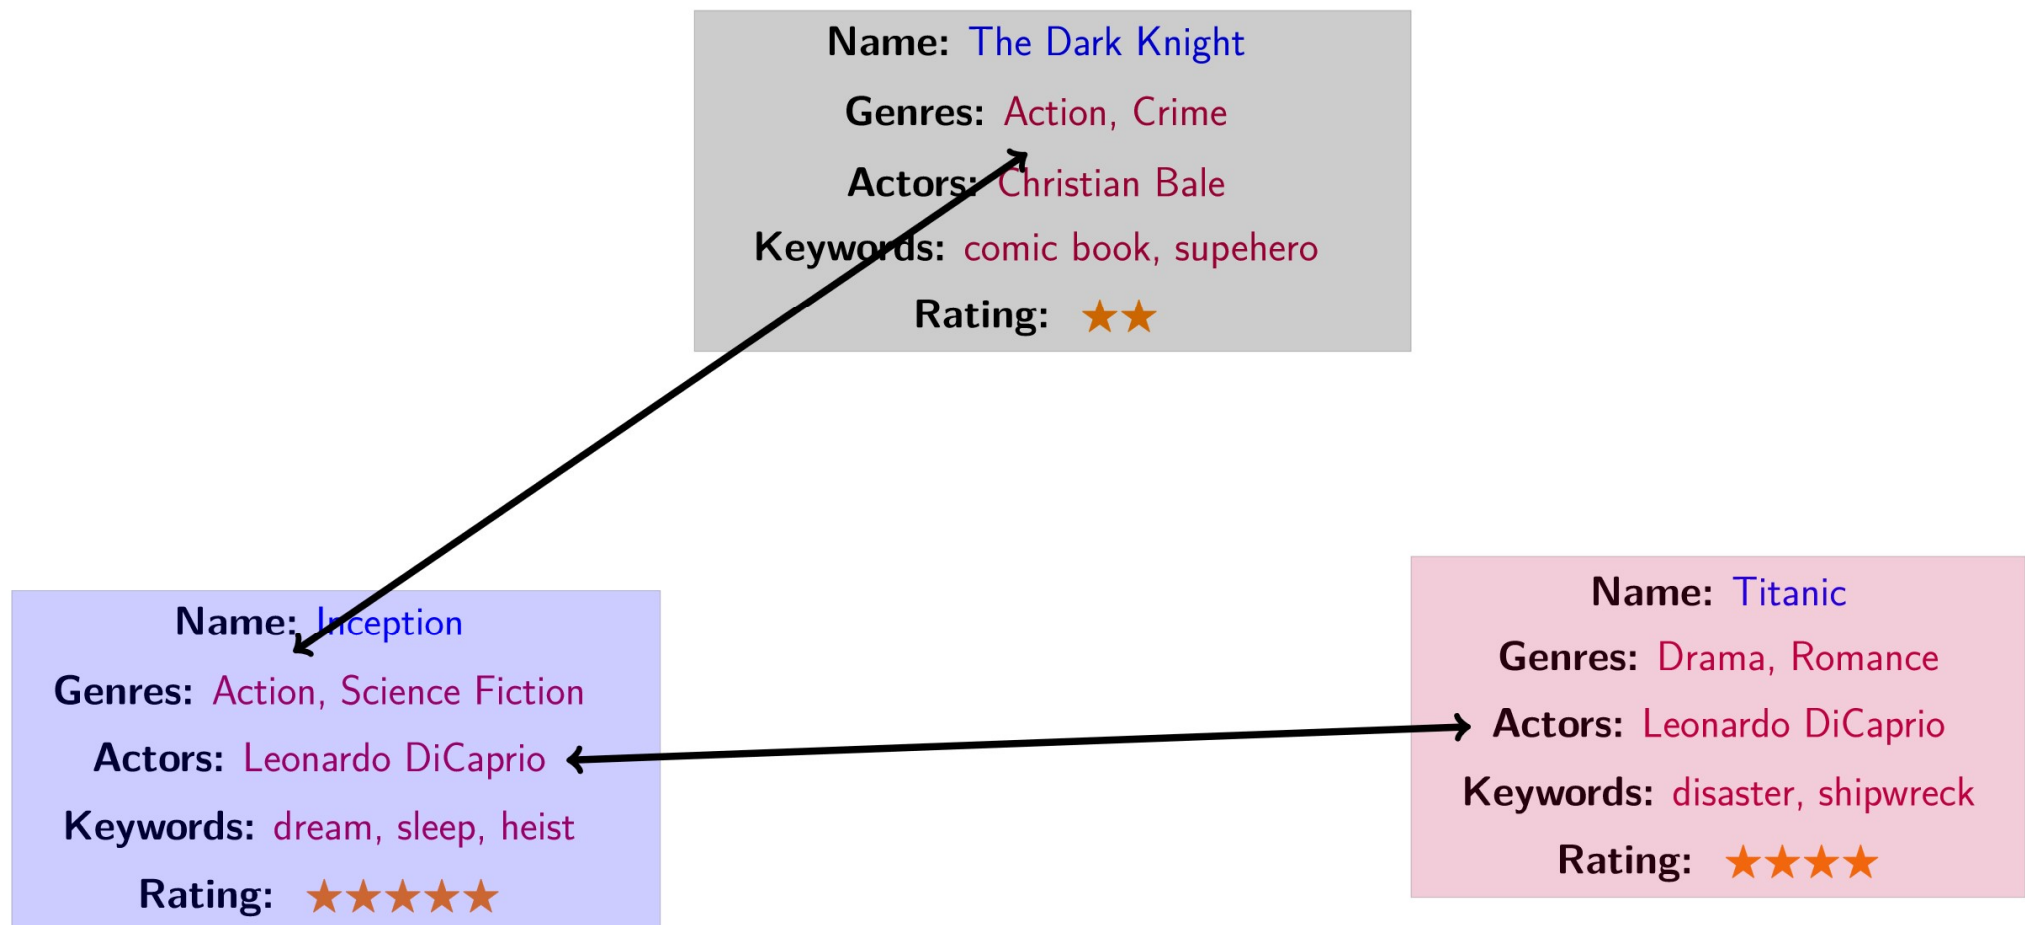 Name: The Dark Knight
Genres: Action, Crime
Actors: Christian Bale
Keywords: comic book, supehero
Rating: ★★
Name: Inception
Genres: Action, Science Fiction
Actors: Leonardo DiCaprio
Keywords: dream, sleep, heist
Rating: ★★★★★
Name: Titanic
Genres: Drama, Romance
Actors: Leonardo DiCaprio
Keywords: disaster, shipwreck
Rating: ★★★★